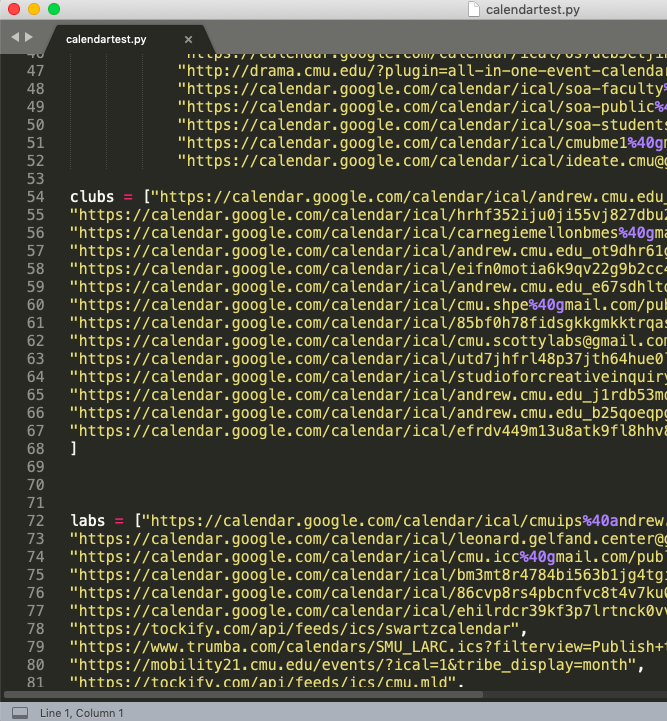 calendartest.py
calendartest.py ×
46 "https://calendar.google.com/calendar/ical/
47 "http://drama.cmu.edu/?plugin=all-in-one-event-calendar
48 "https://calendar.google.com/calendar/ical/soa-faculty%
49 "https://calendar.google.com/calendar/ical/soa-public%4
50 "https://calendar.google.com/calendar/ical/soa-students
51 "https://calendar.google.com/calendar/ical/cmubme1%40gm
52 "https://calendar.google.com/calendar/ical/ideate.cmu@g
53
54 clubs = ["https://calendar.google.com/calendar/ical/andrew.cmu.edu_
55 "https://calendar.google.com/calendar/ical/hrhf352iju0ji55vj827dbu2
56 "https://calendar.google.com/calendar/ical/carnegiemellonbmes%40gma
57 "https://calendar.google.com/calendar/ical/andrew.cmu.edu_ot9dhr61g
58 "https://calendar.google.com/calendar/ical/eifn0motia6k9qv22g9b2cc4
59 "https://calendar.google.com/calendar/ical/andrew.cmu.edu_e67sdhltc
60 "https://calendar.google.com/calendar/ical/cmu.shpe%40gmail.com/pub
61 "https://calendar.google.com/calendar/ical/85bf0h78fidsgkkgmkktrqas
62 "https://calendar.google.com/calendar/ical/cmu.scottylabs@gmail.com
63 "https://calendar.google.com/calendar/ical/utd7jhfrl48p37jth64hue0l
64 "https://calendar.google.com/calendar/ical/studioforcreativeinquiry
65 "https://calendar.google.com/calendar/ical/andrew.cmu.edu_j1rdb53mc
66 "https://calendar.google.com/calendar/ical/andrew.cmu.edu_b25qoeqpg
67 "https://calendar.google.com/calendar/ical/efrdv449m13u8atk9fl8hhv8
68 ]
69
70
71
72 labs = ["https://calendar.google.com/calendar/ical/cmuips%40andrew.
73 "https://calendar.google.com/calendar/ical/leonard.gelfand.center@g
74 "https://calendar.google.com/calendar/ical/cmu.icc%40gmail.com/publ
75 "https://calendar.google.com/calendar/ical/bm3mt8r4784bi563b1jg4tg
76 "https://calendar.google.com/calendar/ical/86cvp8rs4pbcnfvc8t4v7ku0
77 "https://calendar.google.com/calendar/ical/ehilrdcr39kf3p7lrtnck0vv
78 "https://tockify.com/api/feeds/ics/swartzcalendar",
79 "https://www.trumba.com/calendars/SMU_LARC.ics?filterview=Publish+t
80 "https://mobility21.cmu.edu/events/?ical=1&tribe_display=month",
81 "https://tockify.com/api/feeds/ics/cmu.mld",
Line 1, Column 1